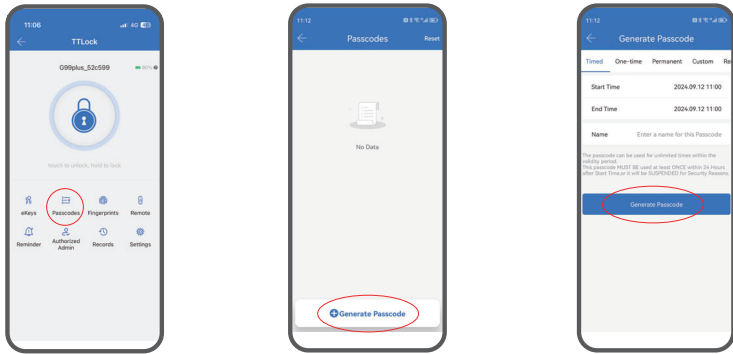 11:06
4G
TTLock
G99plus_52c599
80%
touch to unlock, hold to lock
eKeys Passcodes Fingerprints Remote
Reminder Authorized Admin Records Settings
11:12
Passcodes Reset
No Data
Generate Passcode
11:12
Generate Passcode
Timed One-time Permanent Custom Re
Start Time 2024.09.12 11:00
End Time 2024.09.12 11:00
Name Enter a name for this Passcode
The passcode can be used for unlimited times within the
validity period.
This passcode MUST BE used at least ONCE within 24 Hours
after Start Time,or it will be SUSPENDED for Security Reasons.
Generate Passcode